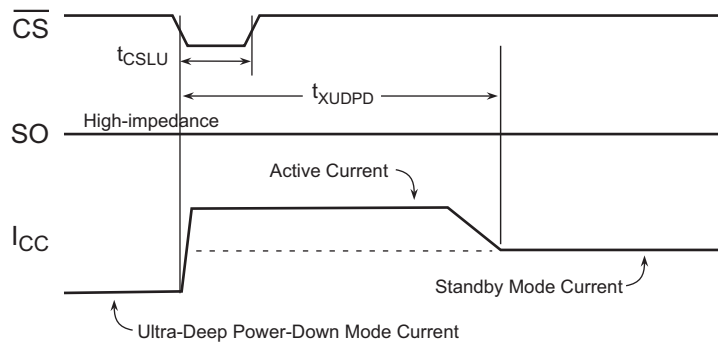 CS
tCSLU
tXUDPD
High-impedance
SO
Active Current
ICC
Standby Mode Current
Ultra-Deep Power-Down Mode Current